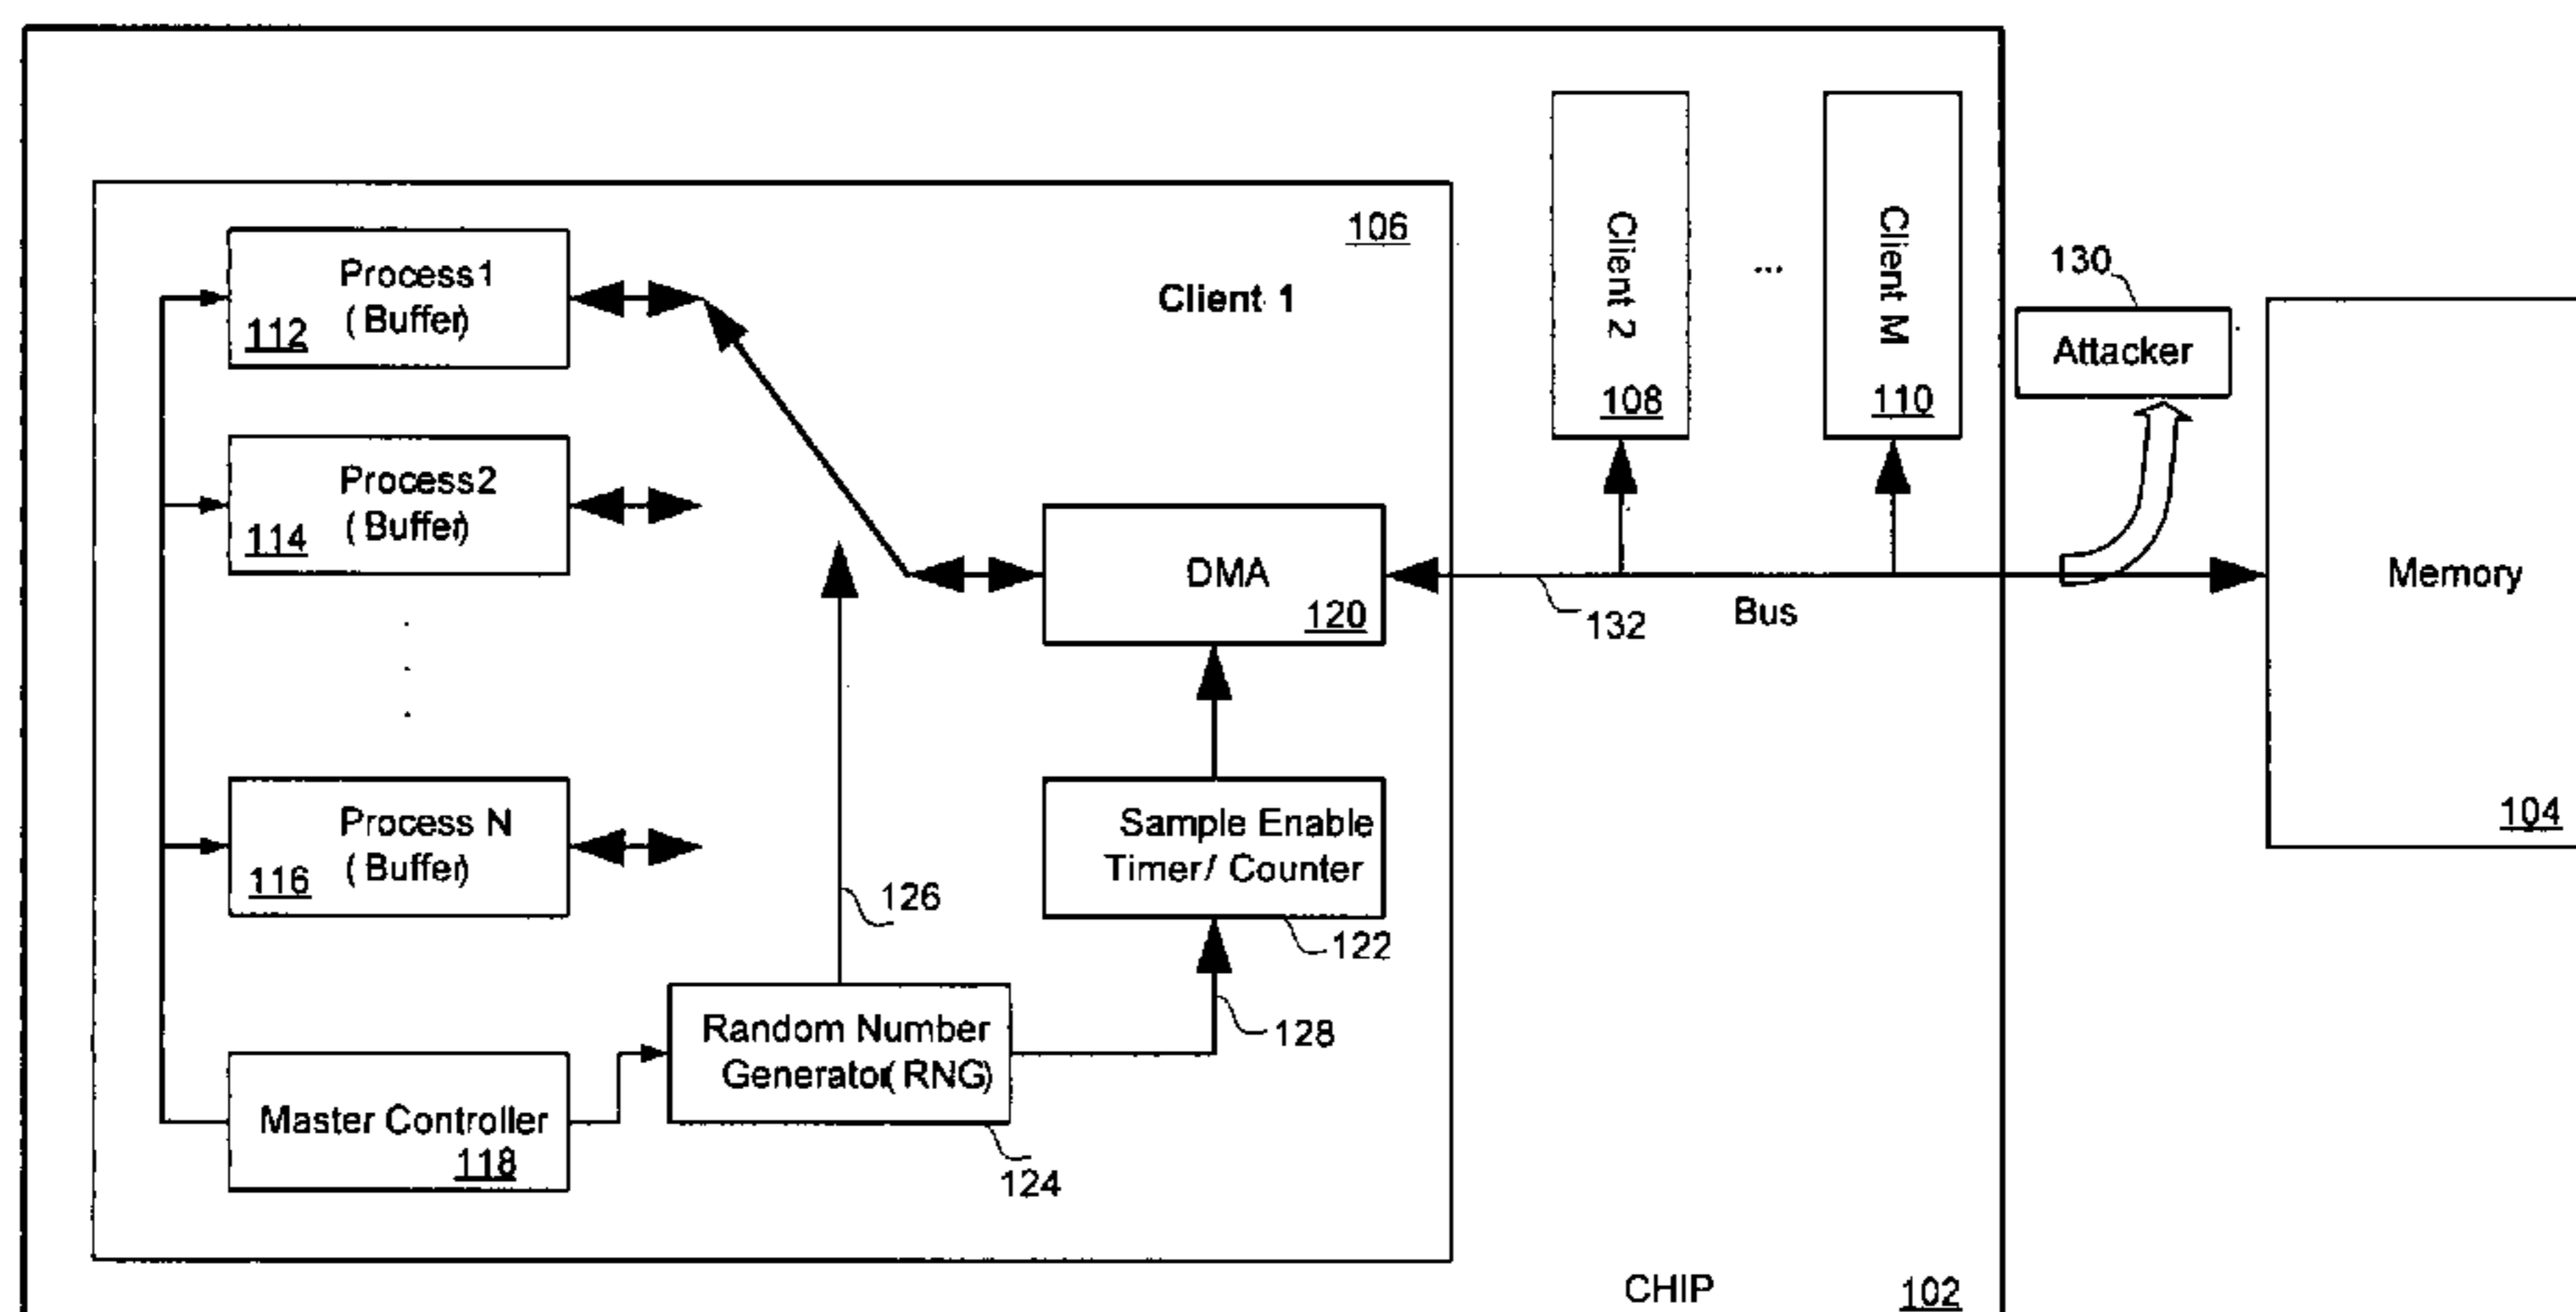 106
Client 1
Process1
( Buffer)
112
Process2
( Buffer)
114
.
.
.
Process N
( Buffer)
116
Master Controller
118
Random Number
Generator( RNG)
124
126
128
DMA
120
Sample Enable
Timer/ Counter
122
Client 2
108
...
Client M
110
132
Bus
130
Attacker
Memory
104
CHIP
102